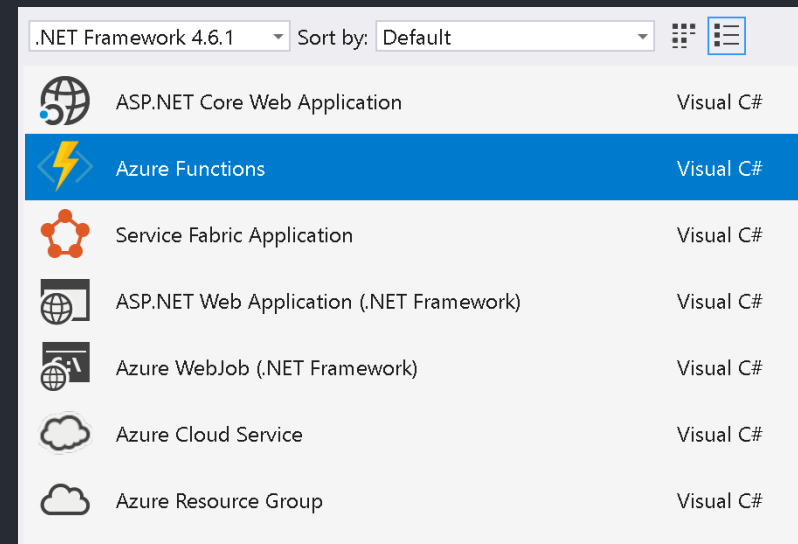 .NET Framework 4.6.1 Sort by: Default
ASP.NET Core Web Application Visual C#
Azure Functions Visual C#
Service Fabric Application Visual C#
ASP.NET Web Application (.NET Framework) Visual C#
Azure WebJob (.NET Framework) Visual C#
Azure Cloud Service Visual C#
Azure Resource Group Visual C#